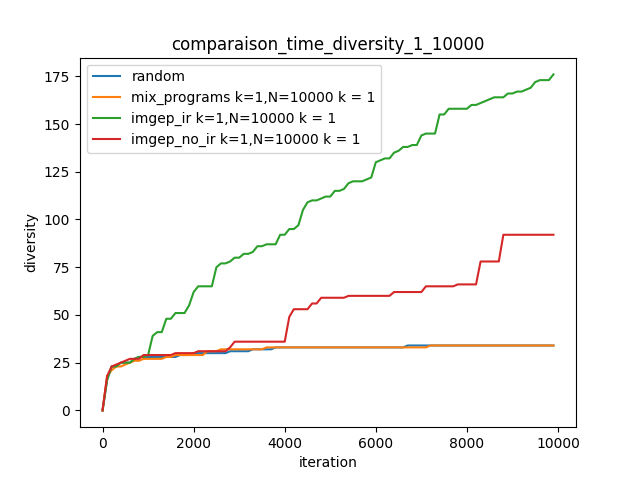 comparaison_time_diversity_1_10000
random
mix_programs k=1,N=10000 k = 1
imgep_ir k=1,N=10000 k = 1
imgep_no_ir k=1,N=10000 k = 1
diversity
175
150
125
100
75
50
25
0
0 2000 4000 6000 8000 10000
iteration